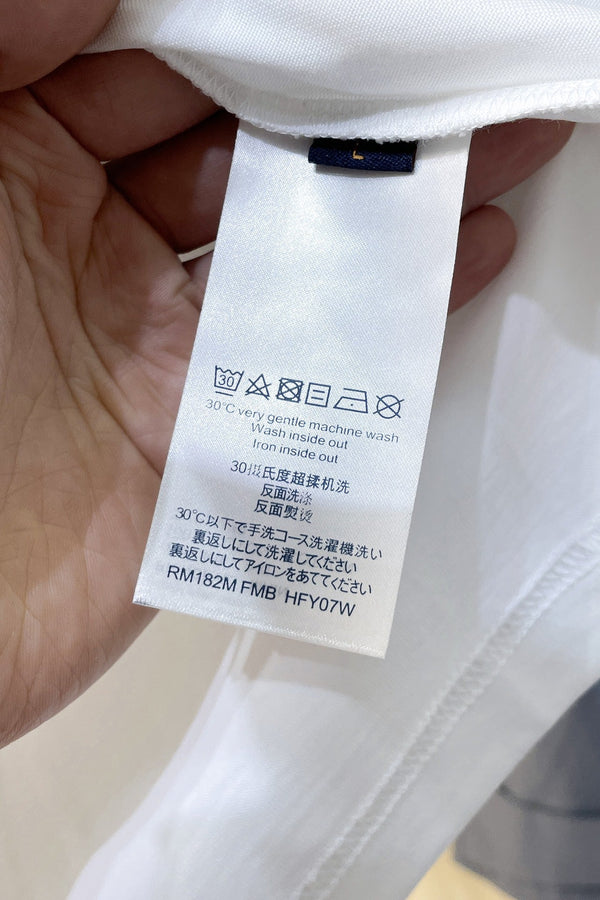 L
30
30°C very gentle machine wash
Wash inside out
Iron inside out
30摄氏度超揉机洗
反面洗涤
反面熨烫
30℃以下で手洗コース洗濯機洗い
裏返しにして洗濯してください
裏返しにしてアイロンをあててください
RM182M FMB HFY07W